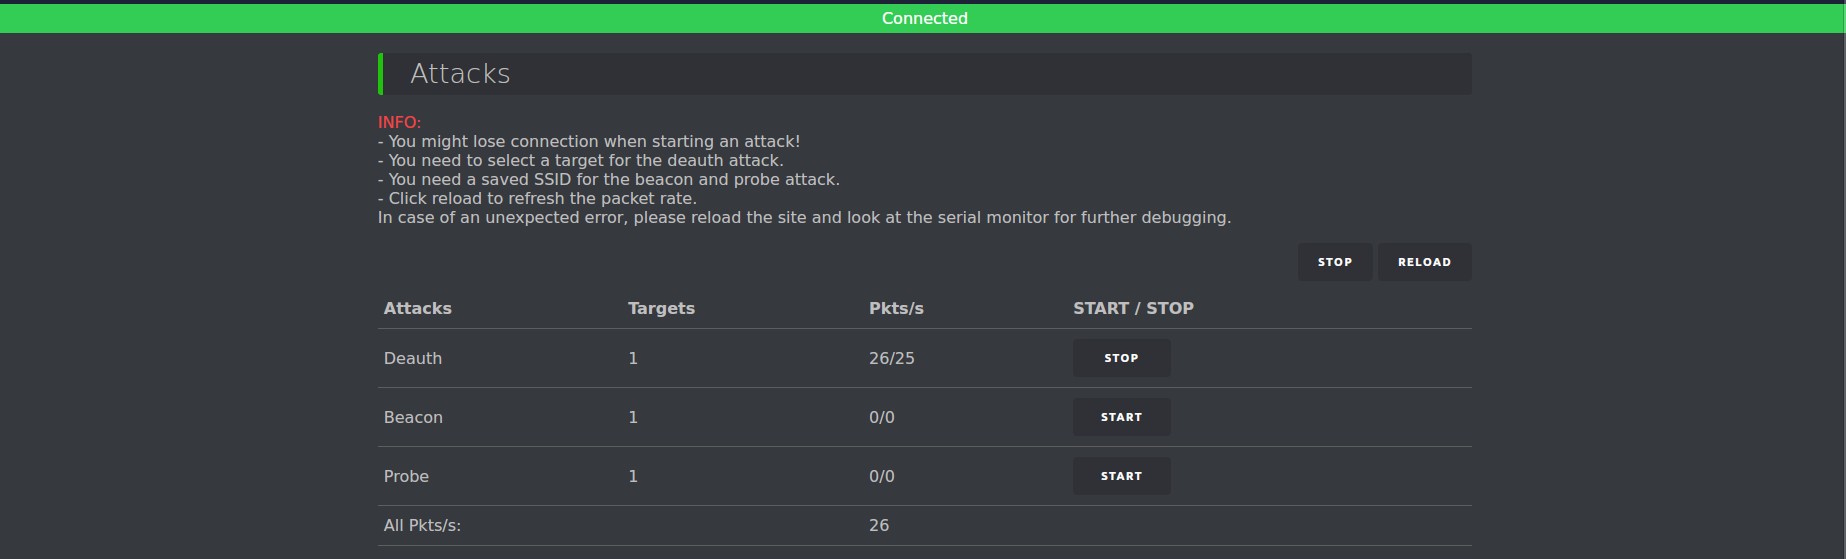 Connected
Attacks
INFO:
- You might lose connection when starting an attack!
- You need to select a target for the deauth attack.
- You need a saved SSID for the beacon and probe attack.
- Click reload to refresh the packet rate.
In case of an unexpected error, please reload the site and look at the serial monitor for further debugging.
STOP RELOAD
Attacks Targets Pkts/s START / STOP
Deauth 1 26/25 STOP
Beacon 1 0/0 START
Probe 1 0/0 START
All Pkts/s: 26